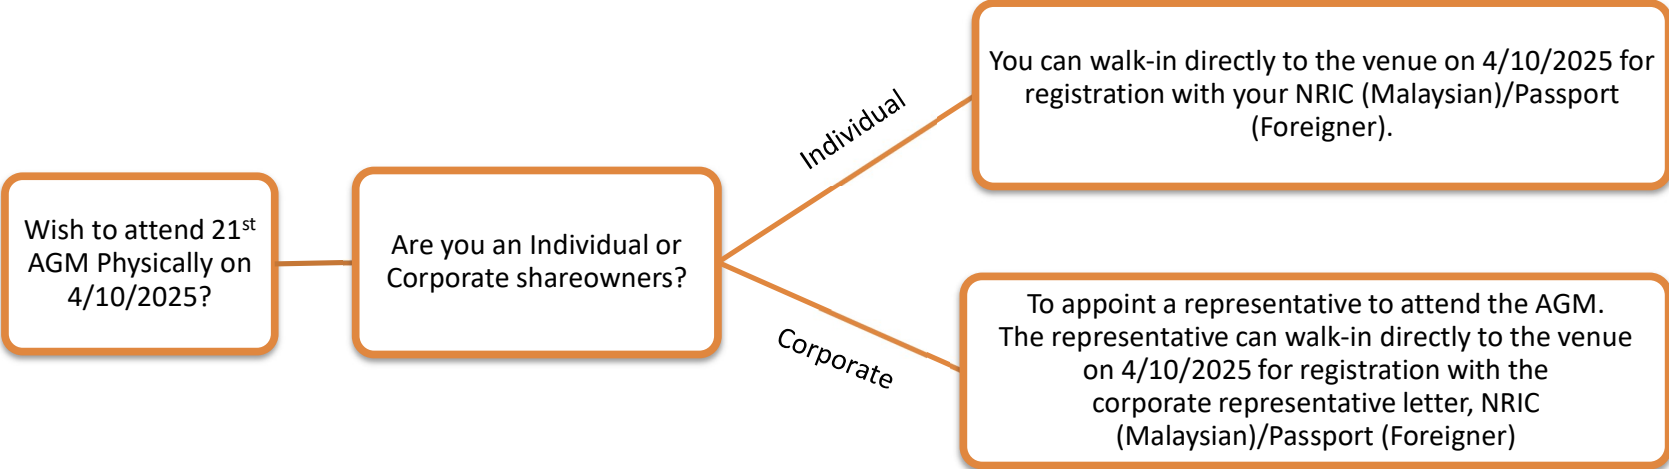 Wish to attend 21st
AGM Physically on
4/10/2025?
Are you an Individual or
Corporate shareowners?
Individual
You can walk-in directly to the venue on 4/10/2025 for
registration with your NRIC (Malaysian)/Passport
(Foreigner).
Corporate
To appoint a representative to attend the AGM.
The representative can walk-in directly to the venue
on 4/10/2025 for registration with the
corporate representative letter, NRIC
(Malaysian)/Passport (Foreigner)